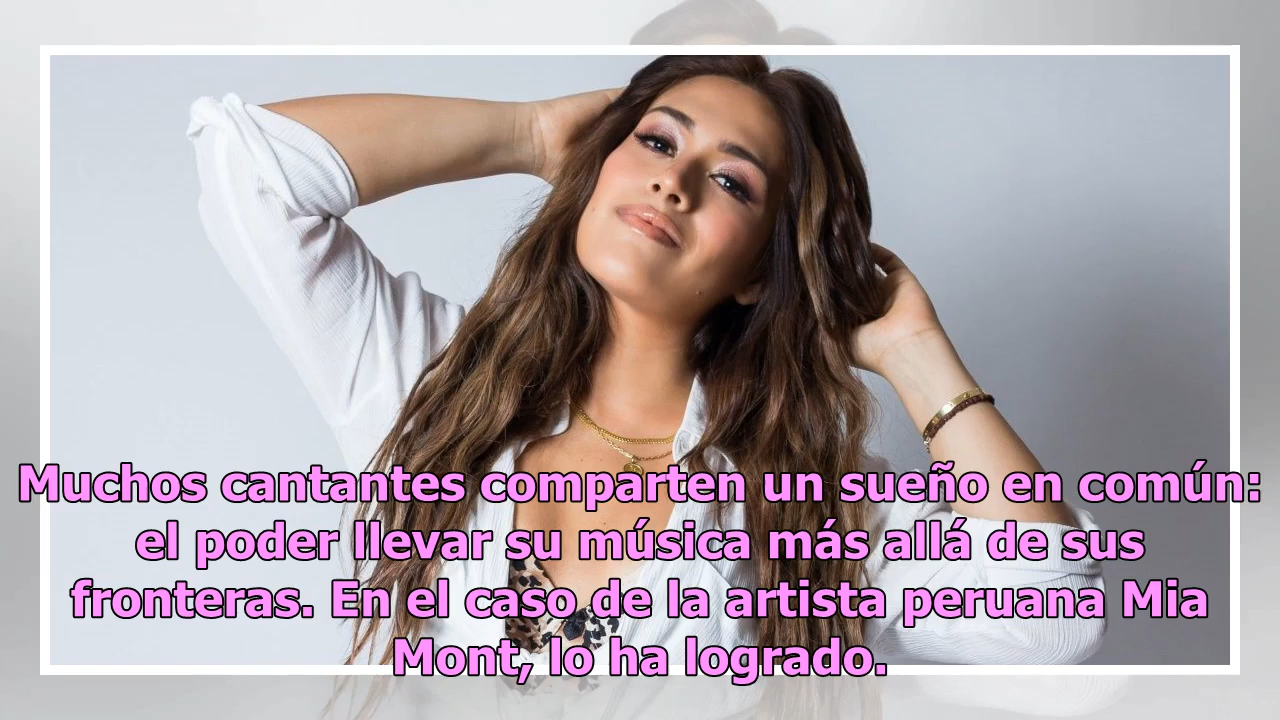 Muchos cantantes comparten un sueño en común:
el poder llevar su música más allá de sus
fronteras. En el caso de la artista peruana Mia
Mont, lo ha logrado.